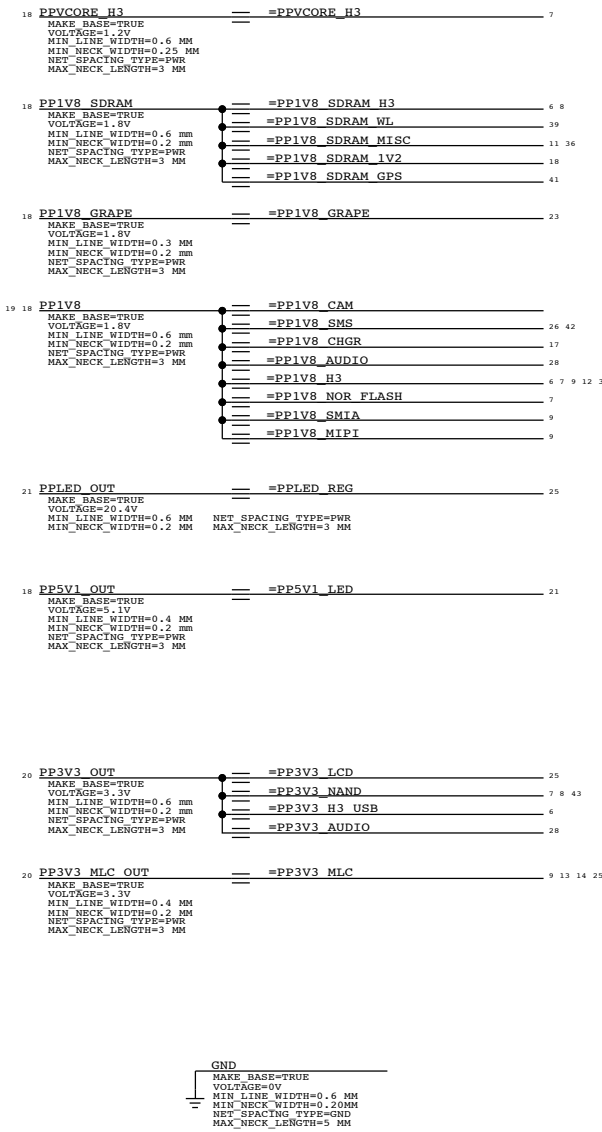 18 PPVCORE_H3 =PPVCORE_H3 7
MAKE_BASE=TRUE
VOLTAGE=1.2V
MIN_LINE_WIDTH=0.6 MM
MIN_NECK_WIDTH=0.25 MM
NET_SPACING_TYPE=PWR
MAX_NECK_LENGTH=3 MM
18 PP1V8_SDRAM =PP1V8_SDRAM_H3 6 8
MAKE_BASE=TRUE
VOLTAGE=1.8V
MIN_LINE_WIDTH=0.6 mm
MIN_NECK_WIDTH=0.2 mm
NET_SPACING_TYPE=PWR
MAX_NECK_LENGTH=3 MM
=PP1V8_SDRAM_WL 39
=PP1V8_SDRAM_MISC 11 36
=PP1V8_SDRAM_1V2 18
=PP1V8_SDRAM_GPS 41
18 PP1V8_GRAPE =PP1V8_GRAPE 23
MAKE_BASE=TRUE
VOLTAGE=1.8V
MIN_LINE_WIDTH=0.3 MM
MIN_NECK_WIDTH=0.2 mm
NET_SPACING_TYPE=PWR
MAX_NECK_LENGTH=3 MM
19 18 PP1V8 =PP1V8_CAM
MAKE_BASE=TRUE
VOLTAGE=1.8V
MIN_LINE_WIDTH=0.6 mm
MIN_NECK_WIDTH=0.2 mm
NET_SPACING_TYPE=PWR
MAX_NECK_LENGTH=3 MM
=PP1V8_SMS 26 42
=PP1V8_CHGR 17
=PP1V8_AUDIO 28
=PP1V8_H3 6 7 9 12 3
=PP1V8_NOR_FLASH 7
=PP1V8_SMIA 9
=PP1V8_MIPI 9
21 PPLED_OUT =PPLED_REG 25
MAKE_BASE=TRUE
VOLTAGE=20.4V
MIN_LINE_WIDTH=0.6 MM NET_SPACING_TYPE=PWR
MIN_NECK_WIDTH=0.2 MM MAX_NECK_LENGTH=3 MM
18 PP5V1_OUT =PP5V1_LED 21
MAKE_BASE=TRUE
VOLTAGE=5.1V
MIN_LINE_WIDTH=0.4 MM
MIN_NECK_WIDTH=0.2 mm
NET_SPACING_TYPE=PWR
MAX_NECK_LENGTH=3 MM
20 PP3V3_OUT =PP3V3_LCD 25
MAKE_BASE=TRUE
VOLTAGE=3.3V
MIN_LINE_WIDTH=0.6 mm
MIN_NECK_WIDTH=0.2 mm
NET_SPACING_TYPE=PWR
MAX_NECK_LENGTH=3 MM
=PP3V3_NAND 7 8 43
=PP3V3_H3_USB 6
=PP3V3_AUDIO 28
20 PP3V3_MLC_OUT =PP3V3_MLC 9 13 14 25
MAKE_BASE=TRUE
VOLTAGE=3.3V
MIN_LINE_WIDTH=0.4 MM
MIN_NECK_WIDTH=0.2 MM
NET_SPACING_TYPE=PWR
MAX_NECK_LENGTH=3 MM
GND
MAKE_BASE=TRUE
VOLTAGE=0V
MIN_LINE_WIDTH=0.6 MM
MIN_NECK_WIDTH=0.20MM
NET_SPACING_TYPE=GND
MAX_NECK_LENGTH=5 MM